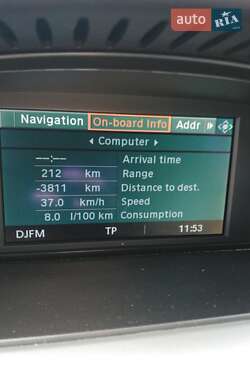 auto RIA
Navigation On-board Info Addr
Computer
--:-- Arrival time
212 km Range
-3811 km Distance to dest.
37.0 km/h Speed
8.0 l/100 km Consumption
DJFM TP 11:53